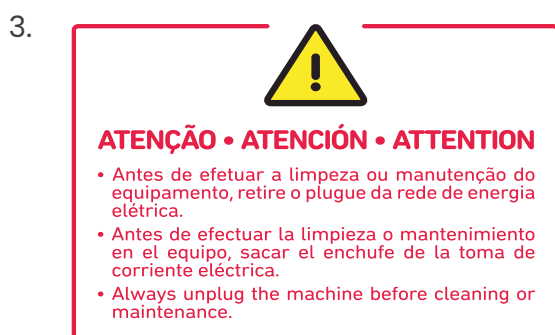 3.
ATENÇÃO • ATENCIÓN • ATTENTION
• Antes de efetuar a limpeza ou manutenção do
equipamento, retire o plugue da rede de energia
elétrica.
• Antes de efectuar la limpieza o mantenimiento
en el equipo, sacar el enchufe de la toma de
corriente eléctrica.
• Always unplug the machine before cleaning or
maintenance.